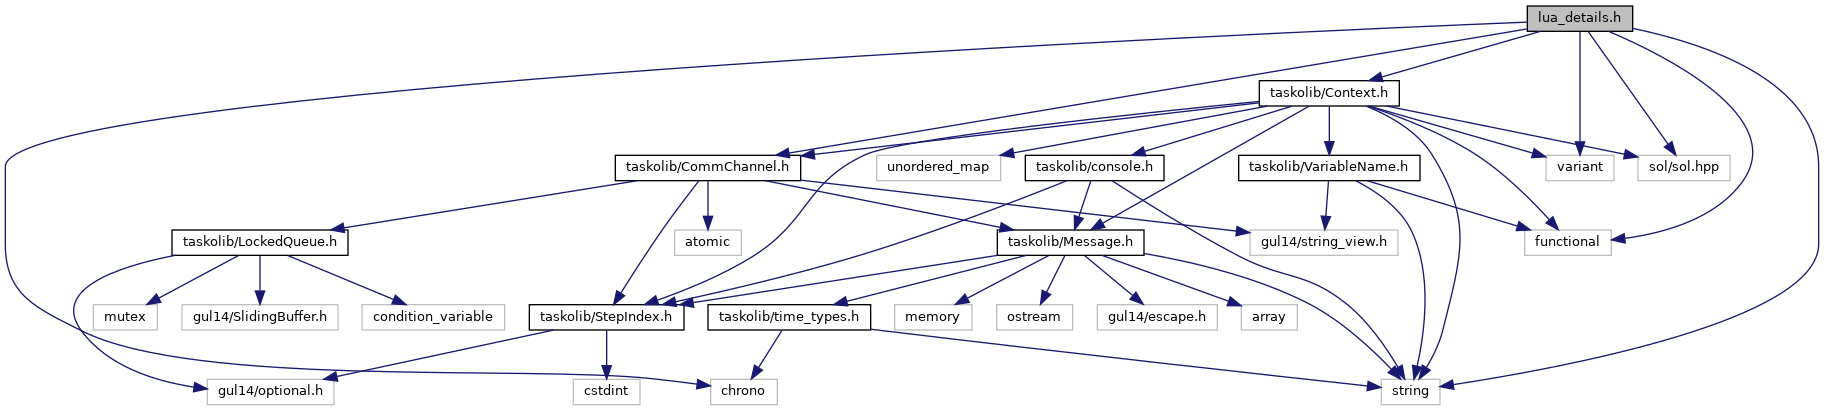 lua_details.h
taskolib/Context.h
taskolib/CommChannel.h
unordered_map
taskolib/console.h
taskolib/VariableName.h
variant
sol/sol.hpp
taskolib/LockedQueue.h
atomic
taskolib/Message.h
gul14/string_view.h
functional
mutex
gul14/SlidingBuffer.h
condition_variable
taskolib/StepIndex.h
taskolib/time_types.h
memory
ostream
gul14/escape.h
array
gul14/optional.h
cstdint
chrono
string